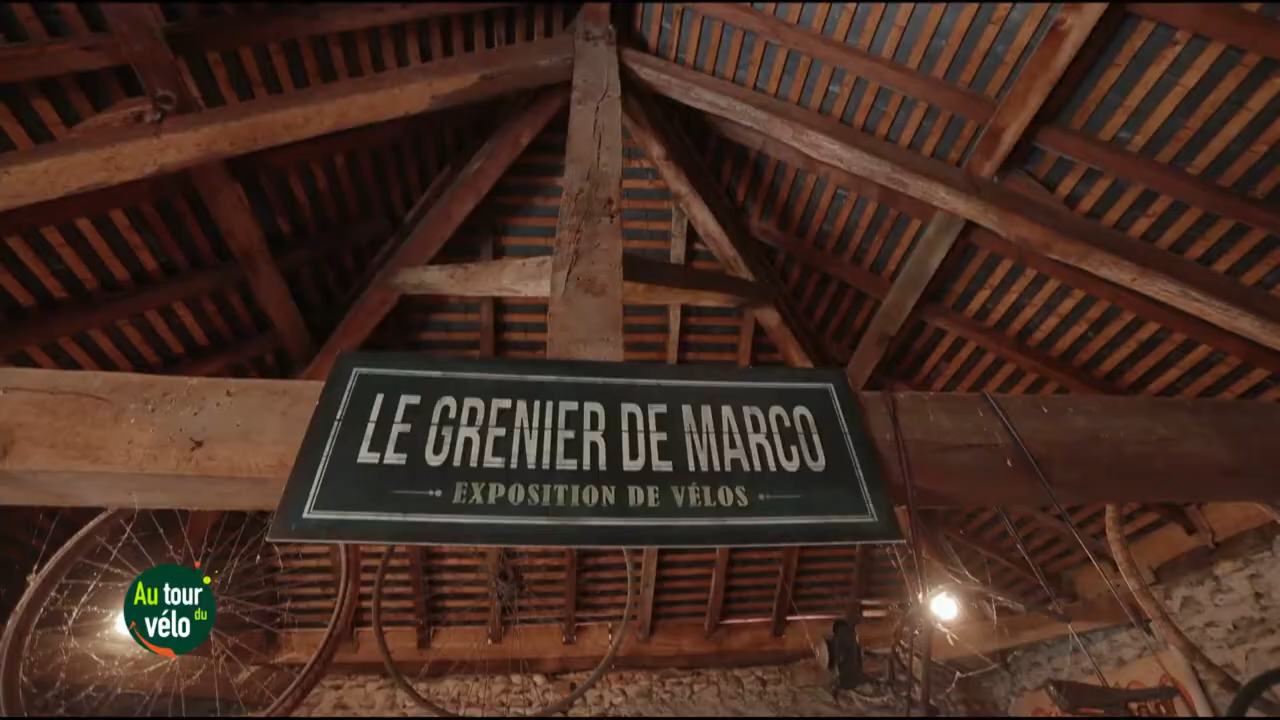 LE GRENIER DE MARCO
EXPOSITION DE VÉLOS
Au tour
du
vélo